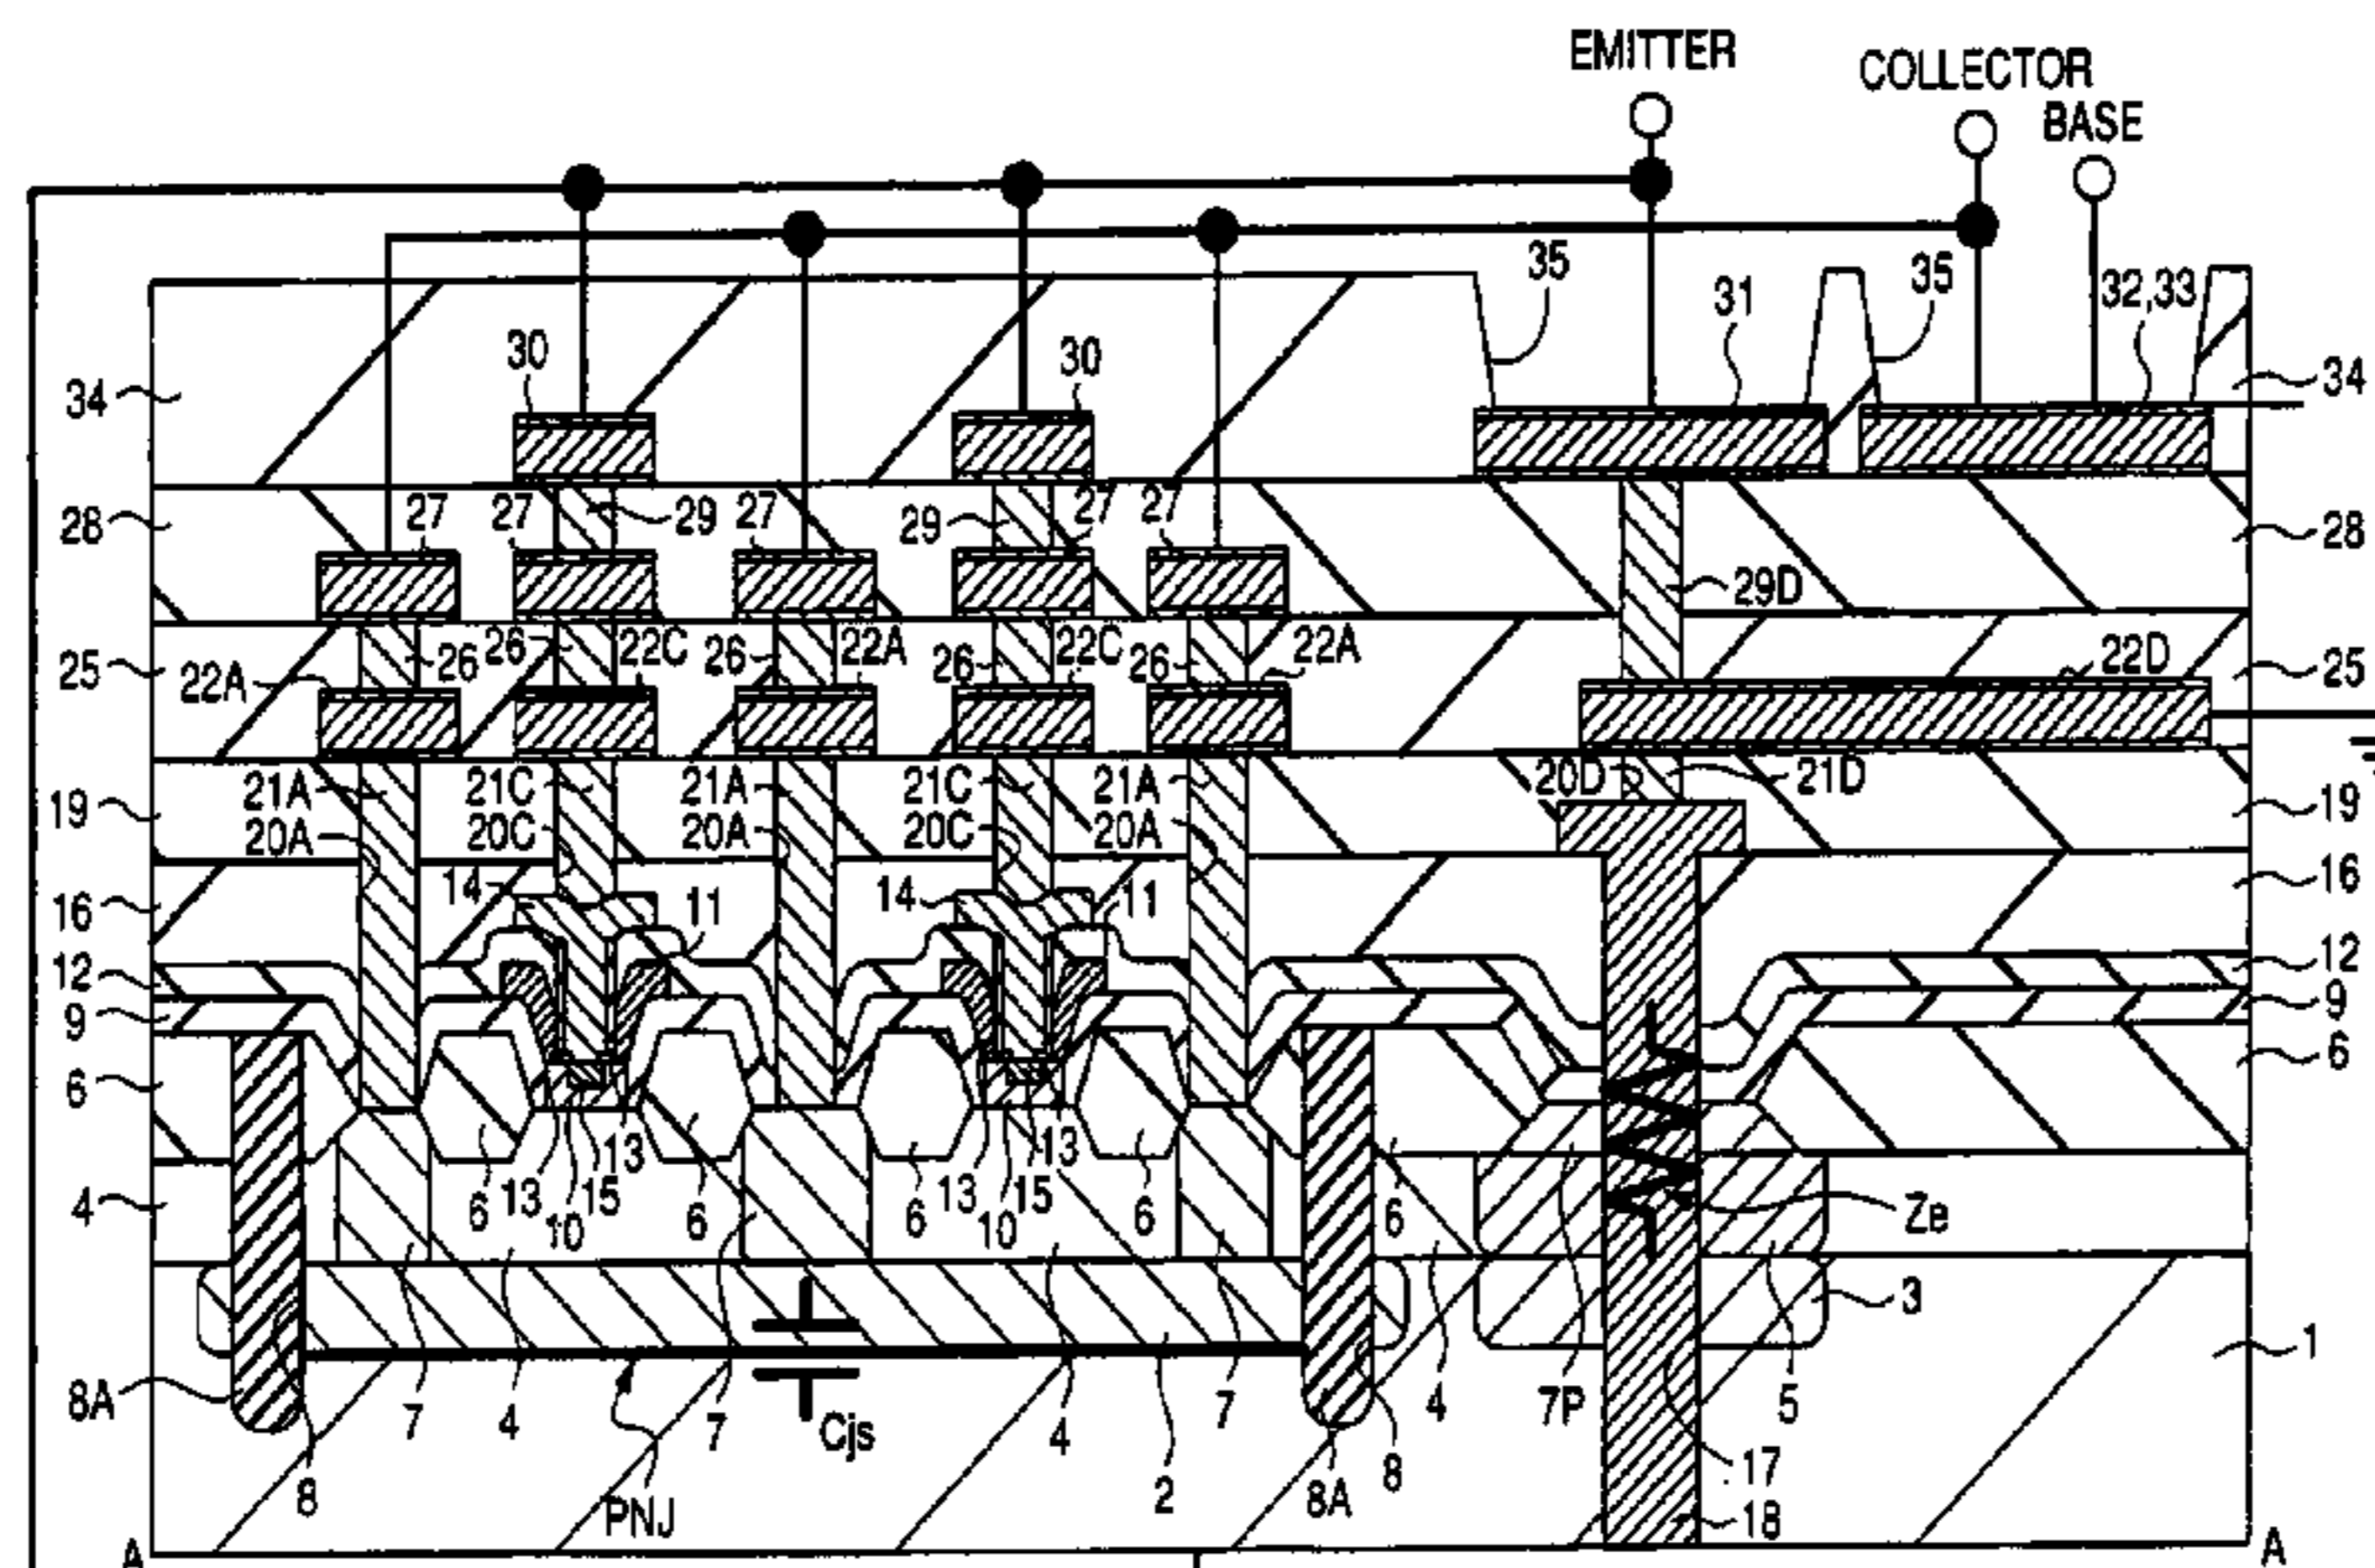 EMITTER
COLLECTOR
BASE
35
35
31
32,33
30
30
34
34
28
27
27
29
27
29
27
27
28
29D
25
22A
26
26
22C
26
22A
26
22C
26
22A
22D
25
19
21A
21C
21A
21C
21A
20D
21D
19
20A
20C
20A
20C
20A
16
14
11
14
11
16
12
12
9
9
6
6
4
6
13
10
15
13
6
6
13
10
15
13
6
6
Ze
3
1
8A
7
4
7
Cjs
4
2
7
8A
8
4
7P
5
8
PNJ
17
18
A
A